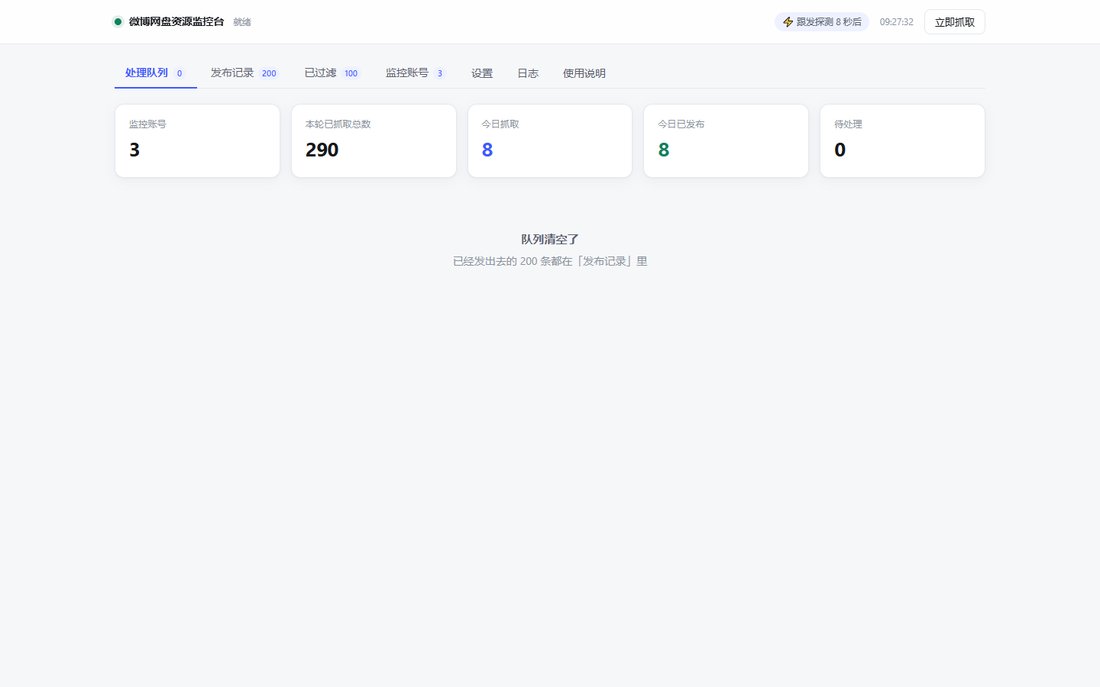 微博网盘资源监控台 就绪 ⚡ 跟发探测 8 秒后 09:27:32 立即抓取
处理队列 0 发布记录 200 已过滤 100 监控账号 3 设置 日志 使用说明
监控账号 本轮已抓取总数 今日抓取 今日已发布 待处理
3 290 8 8 0
队列清空了
已经发出去的 200 条都在「发布记录」里